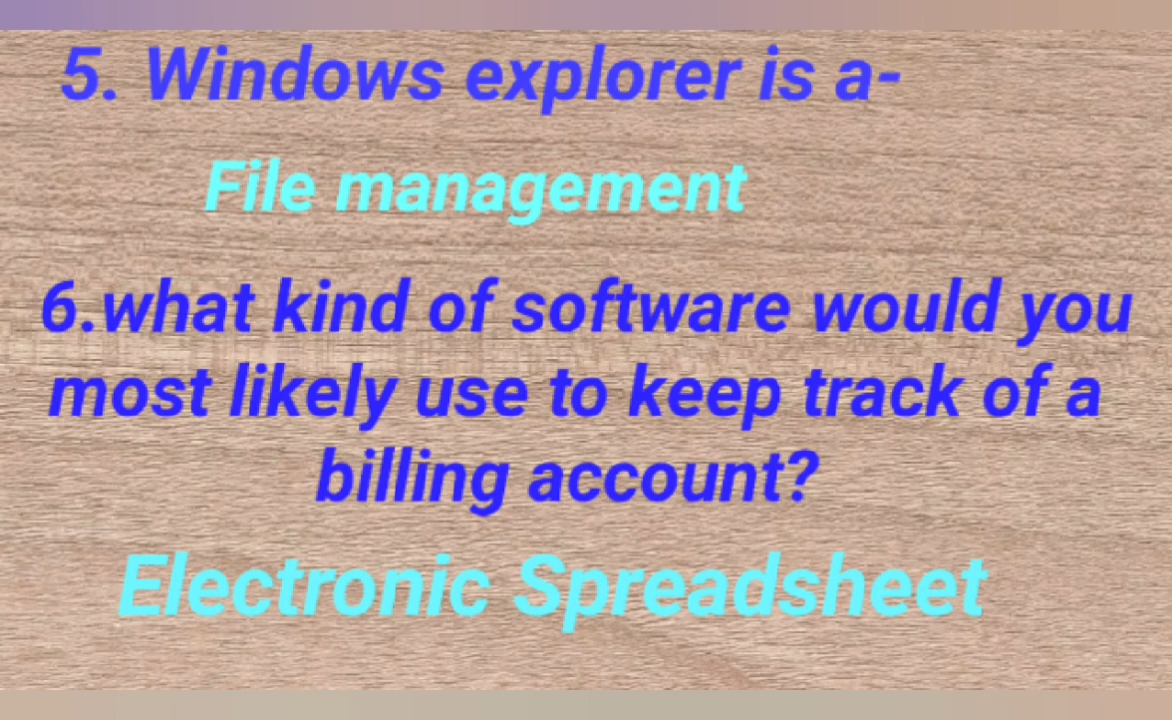 5. Windows explorer is a-
File management
6.what kind of software would you
most likely use to keep track of a
billing account?
Electronic Spreadsheet